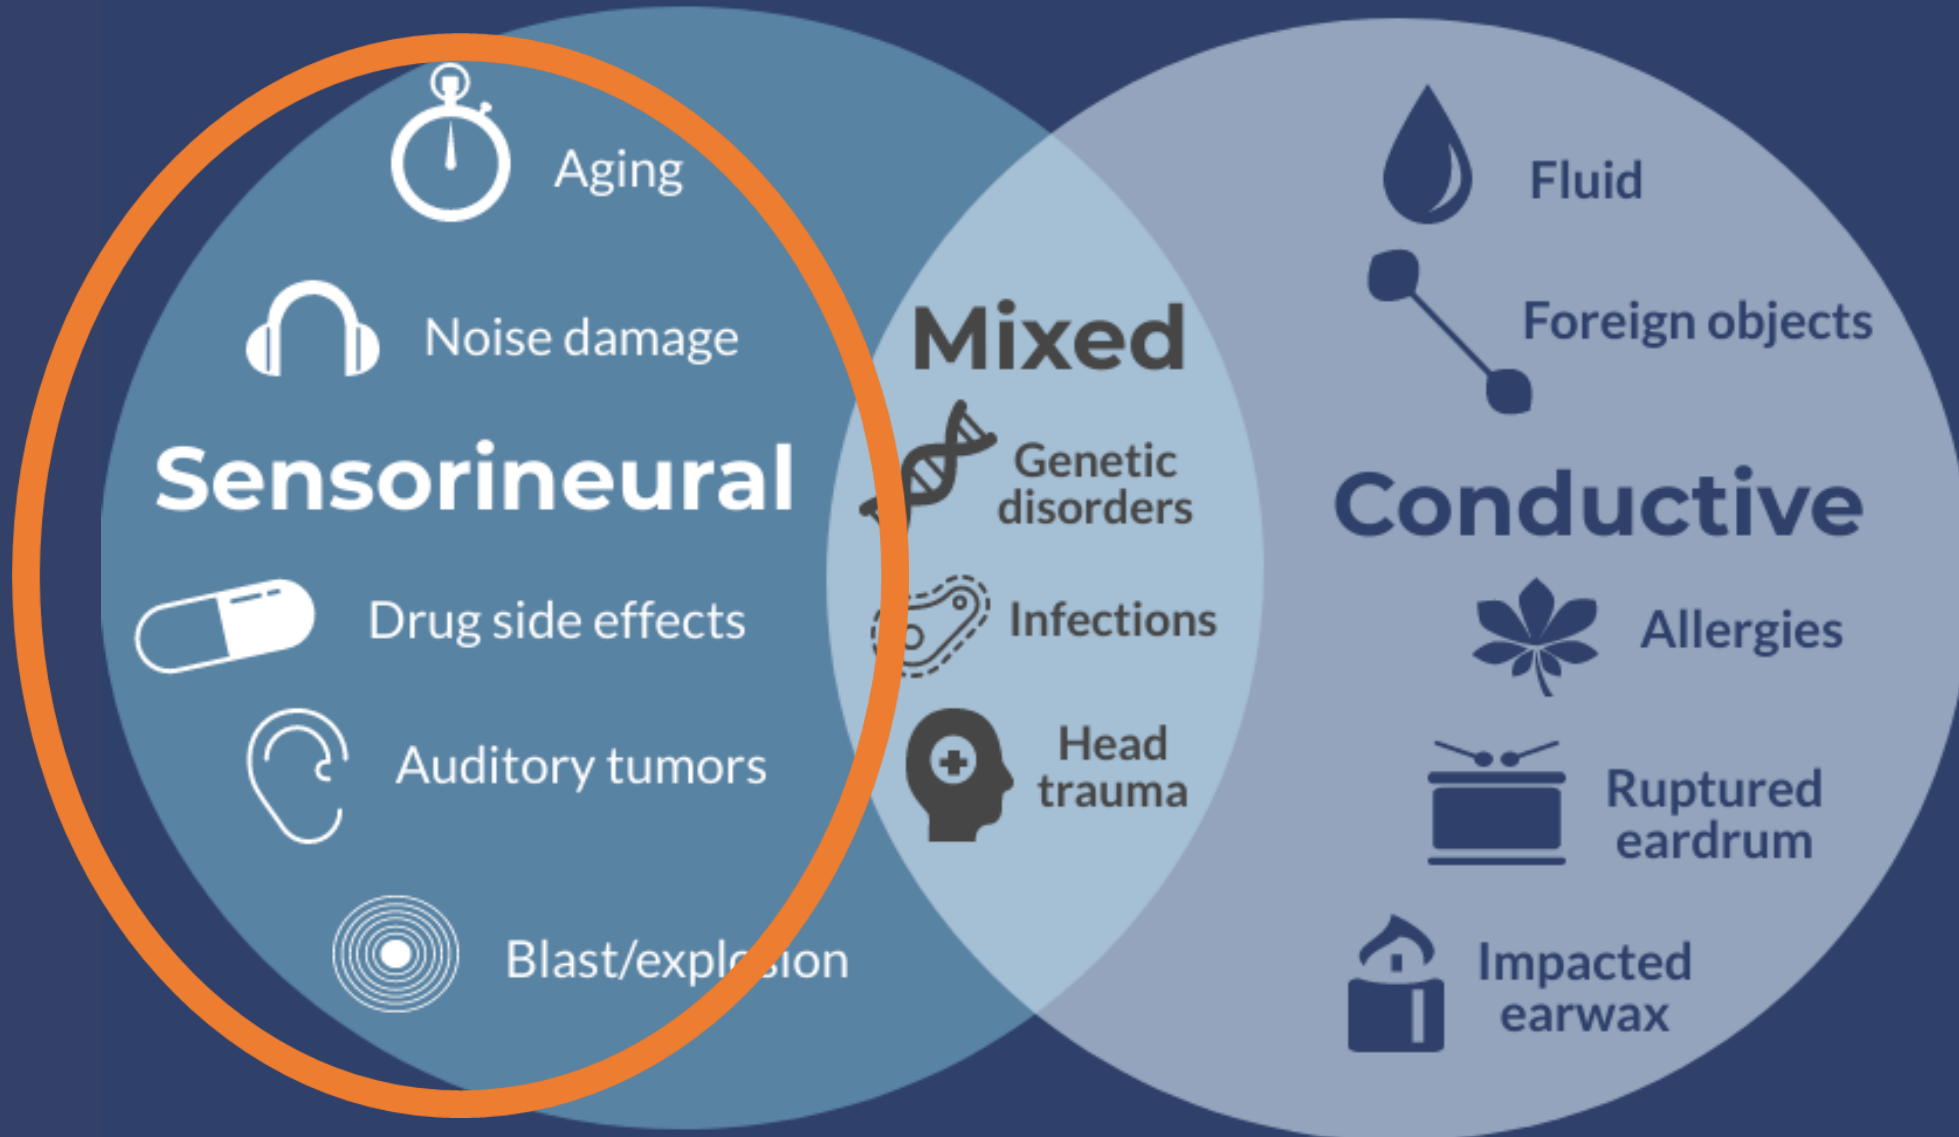 Aging
Noise damage
Sensorineural
Drug side effects
Auditory tumors
Blast/explosion
Mixed
Genetic
disorders
Infections
Head
trauma
Fluid
Foreign objects
Conductive
Allergies
Ruptured
eardrum
Impacted
earwax